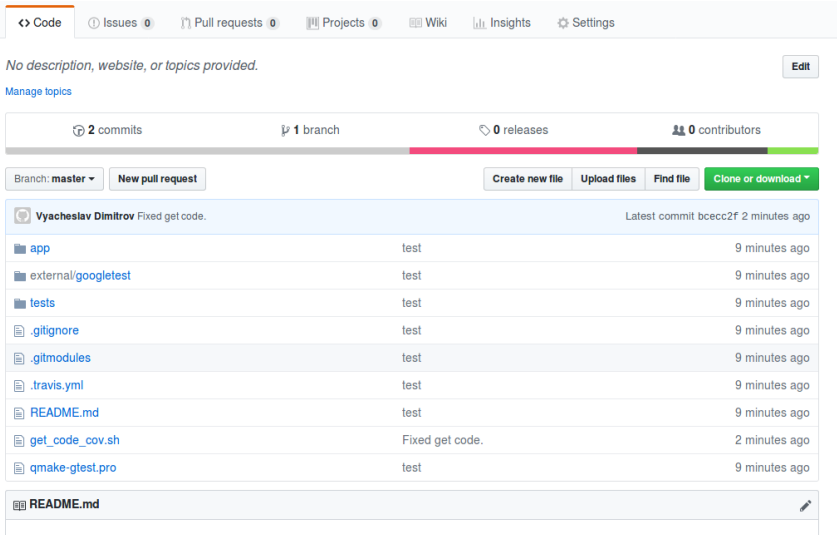 Code Issues 0 Pull requests 0 Projects 0 Wiki Insights Settings
No description, website, or topics provided. Edit
Manage topics
2 commits 1 branch 0 releases 0 contributors
Branch: master New pull request Create new file Upload files Find file Clone or download
Vyacheslav Dimitrov Fixed get code. Latest commit bcecc2f 2 minutes ago
app test 9 minutes ago
external/googletest test 9 minutes ago
tests test 9 minutes ago
.gitignore test 9 minutes ago
.gitmodules test 9 minutes ago
.travis.yml test 9 minutes ago
README.md test 9 minutes ago
get_code_cov.sh Fixed get code. 2 minutes ago
qmake-gtest.pro test 9 minutes ago
README.md